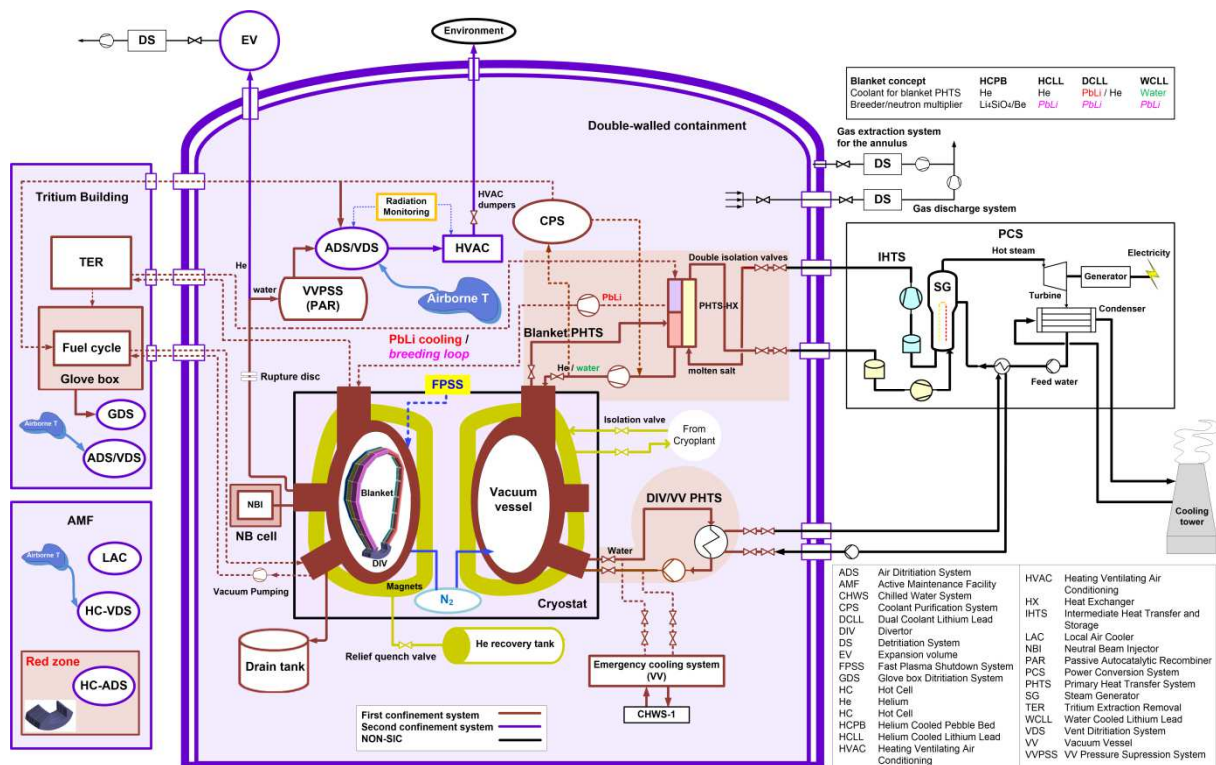 DS
EV
Environment
Double-walled containment
Blanket concept HCPB HCLL DCLL WCLL
Coolant for blanket PHTS He He PbLi / He Water
Breeder/neutron multiplier Li4SiO4/Be PbLi PbLi PbLi
Gas extraction system
for the annulus
DS
DS
Gas discharge system
Tritium Building
TER
Fuel cycle
Glove box
GDS
Airborne T
ADS/VDS
AMF
Airborne T
LAC
HC-VDS
Red zone
HC-ADS
He
water
Radiation
Monitoring
HVAC
dumpers
ADS/VDS
HVAC
CPS
VVPSS
(PAR)
Airborne T
Double isolation valves
PbLi
PHTS-HX
Blanket PHTS
PbLi cooling /
breeding loop
He / water
molten salt
Rupture disc
FPSS
Isolation valve
From
Cryoplant
Blanket
DIV
Vacuum
vessel
NBI
NB cell
Magnets
N2
Cryostat
DIV/VV PHTS
Water
Vacuum Pumping
Drain tank
Relief quench valve
He recovery tank
Emergency cooling system
(VV)
CHWS-1
First confinement system
Second confinement system
NON-SIC
PCS
Hot steam
Electricity
IHTS
SG
Generator
Turbine
Condenser
Feed water
Cooling
tower
ADS Air Ditritiation System
AMF Active Maintenance Facility
CHWS Chilled Water System
CPS Coolant Purification System
DCLL Dual Coolant Lithium Lead
DIV Divertor
DS Detritiation System
EV Expansion volume
FPSS Fast Plasma Shutdown System
GDS Glove box Ditritiation System
HC Hot Cell
He Helium
HC Hot Cell
HCPB Helium Cooled Pebble Bed
HCLL Helium Cooled Lithium Lead
HVAC Heating Ventilating Air
Conditioning
HVAC Heating Ventilating Air
Conditioning
HX Heat Exchanger
IHTS Intermediate Heat Transfer and
Storage
LAC Local Air Cooler
NBI Neutral Beam Injector
PAR Passive Autocatalytic Recombiner
PCS Power Conversion System
PHTS Primary Heat Transfer System
SG Steam Generator
TER Tritium Extraction Removal
WCLL Water Cooled Lithium Lead
VDS Vent Ditritiation System
VV Vacuum Vessel
VVPSS VV Pressure Supression System